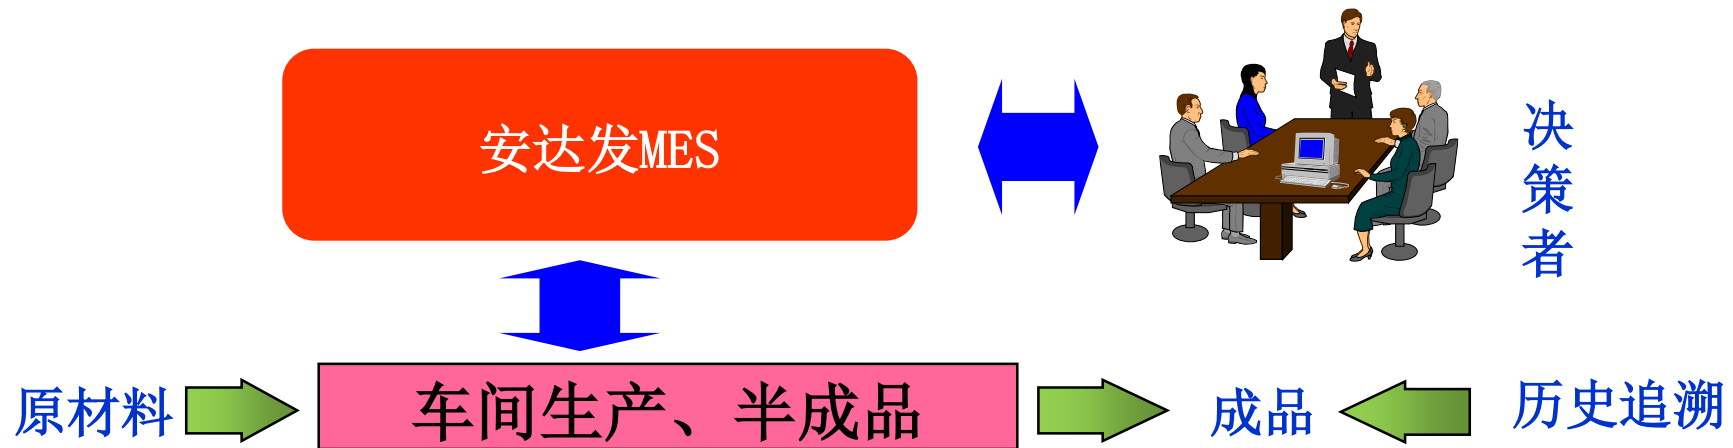 安达发MES
决策者
原材料
车间生产、半成品
成品
历史追溯